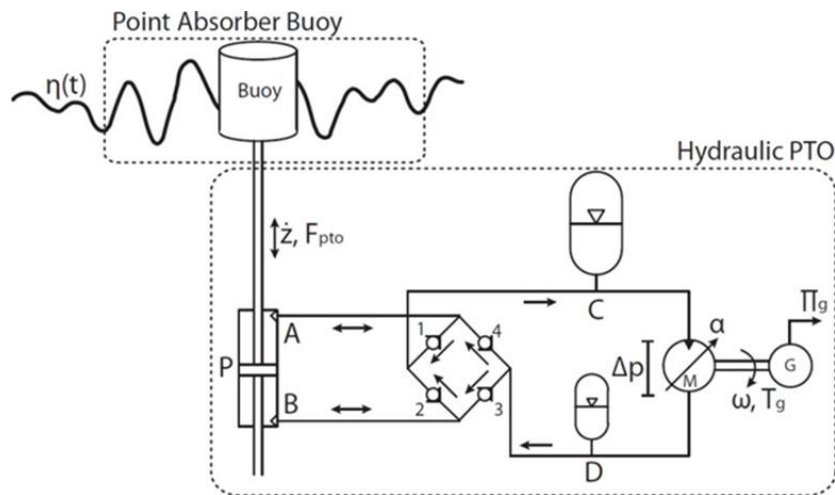 Point Absorber Buoy
η(t)
Buoy
Hydraulic PTO
ż, Fpto
A
P
B
1
4
2
3
C
D
Δp
α
M
G
Πg
ω, Tg